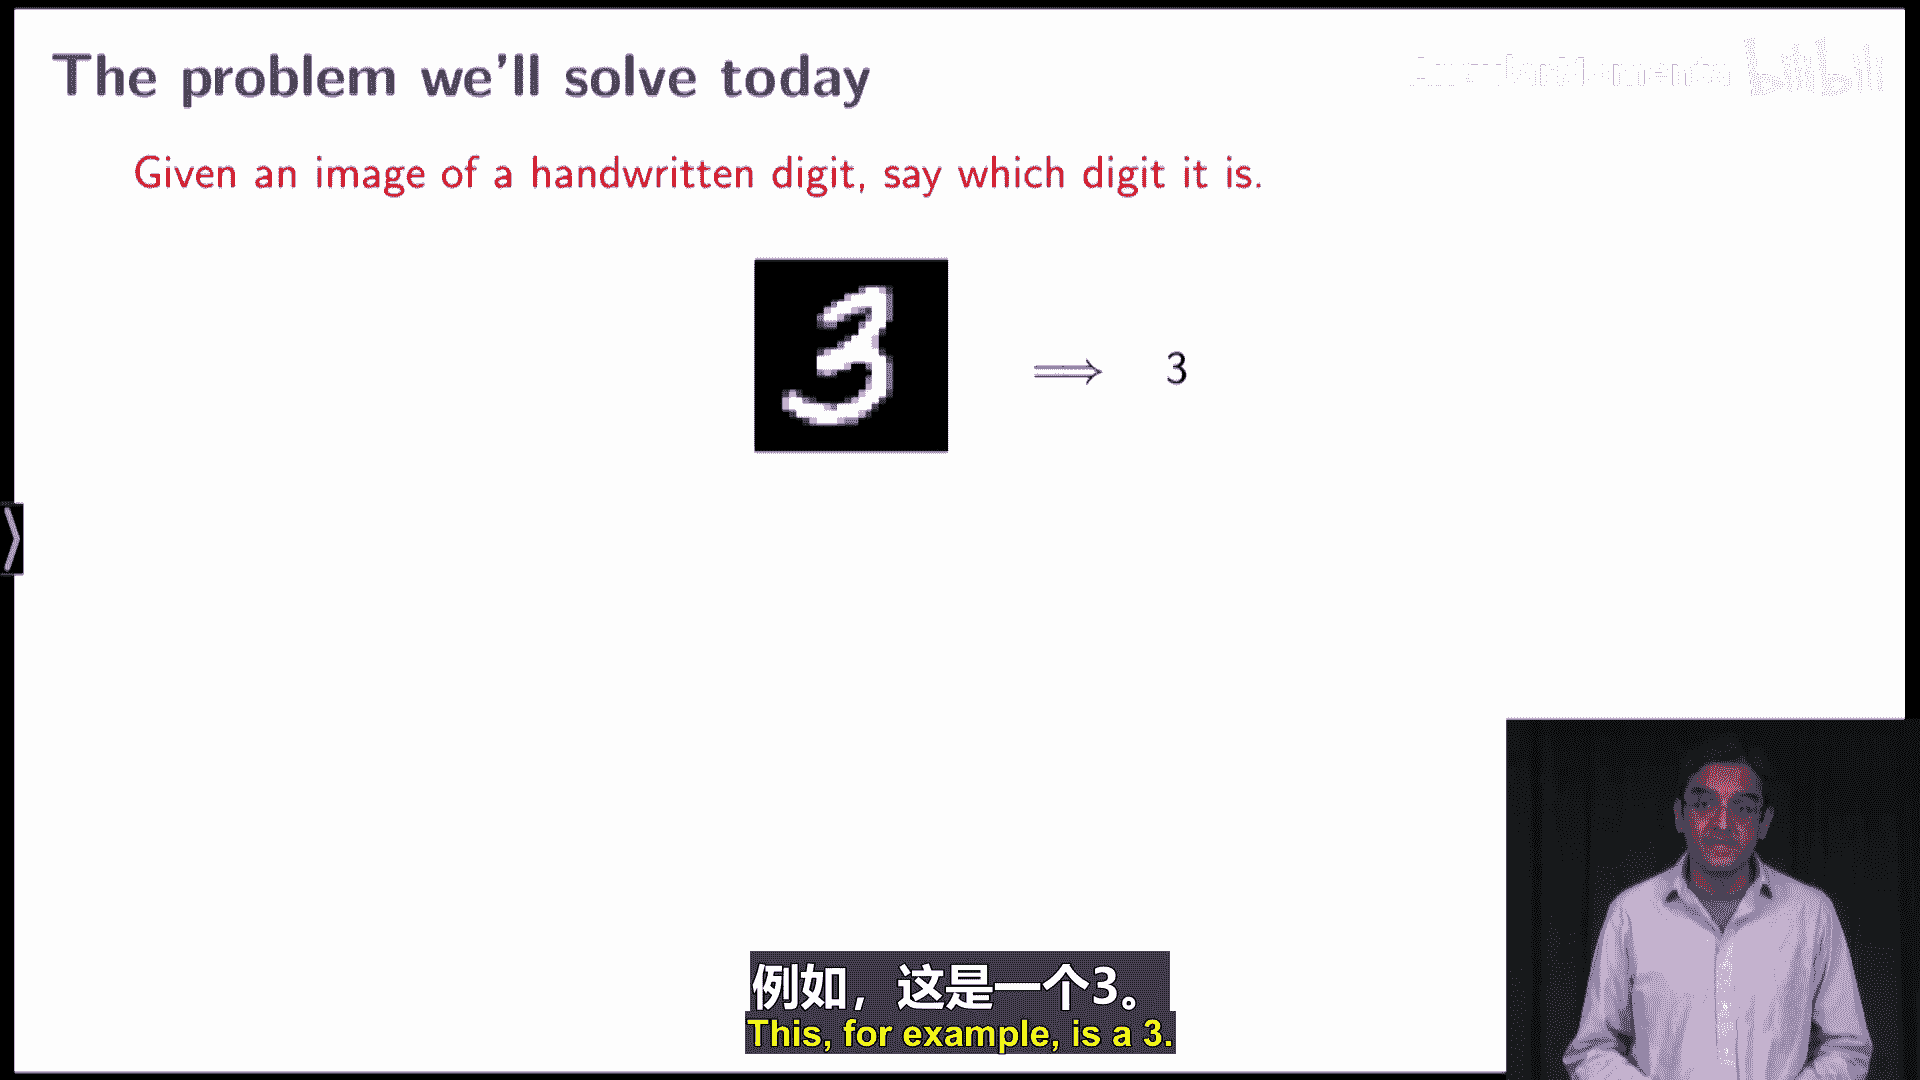 The problem we'll solve today
bilibili
Given an image of a handwritten digit, say which digit it is.
3 ⟹ 3
例如，这是一个3。
This, for example, is a 3.